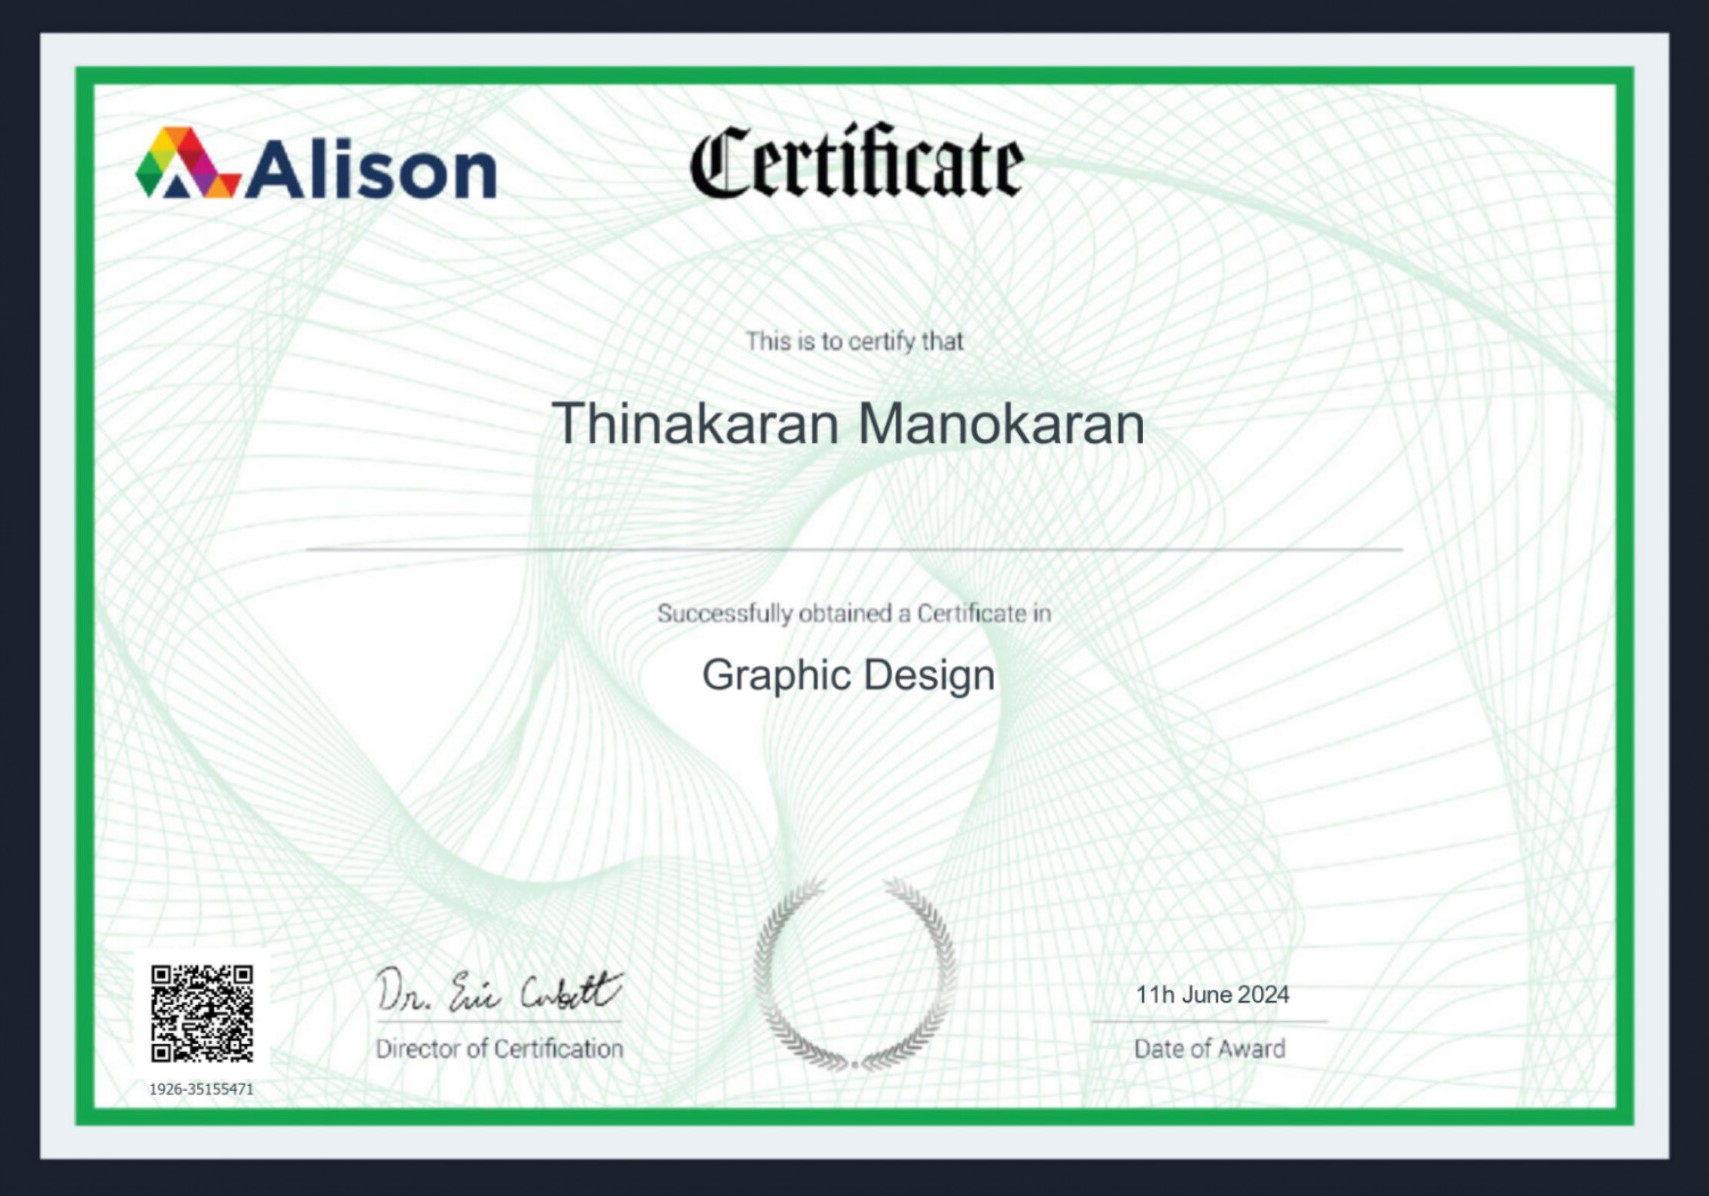 Alison
Certificate
This is to certify that
Thinakaran Manokaran
Successfully obtained a Certificate in
Graphic Design
Dr. Eric Corbett
Director of Certification
11h June 2024
Date of Award
1926-35155471